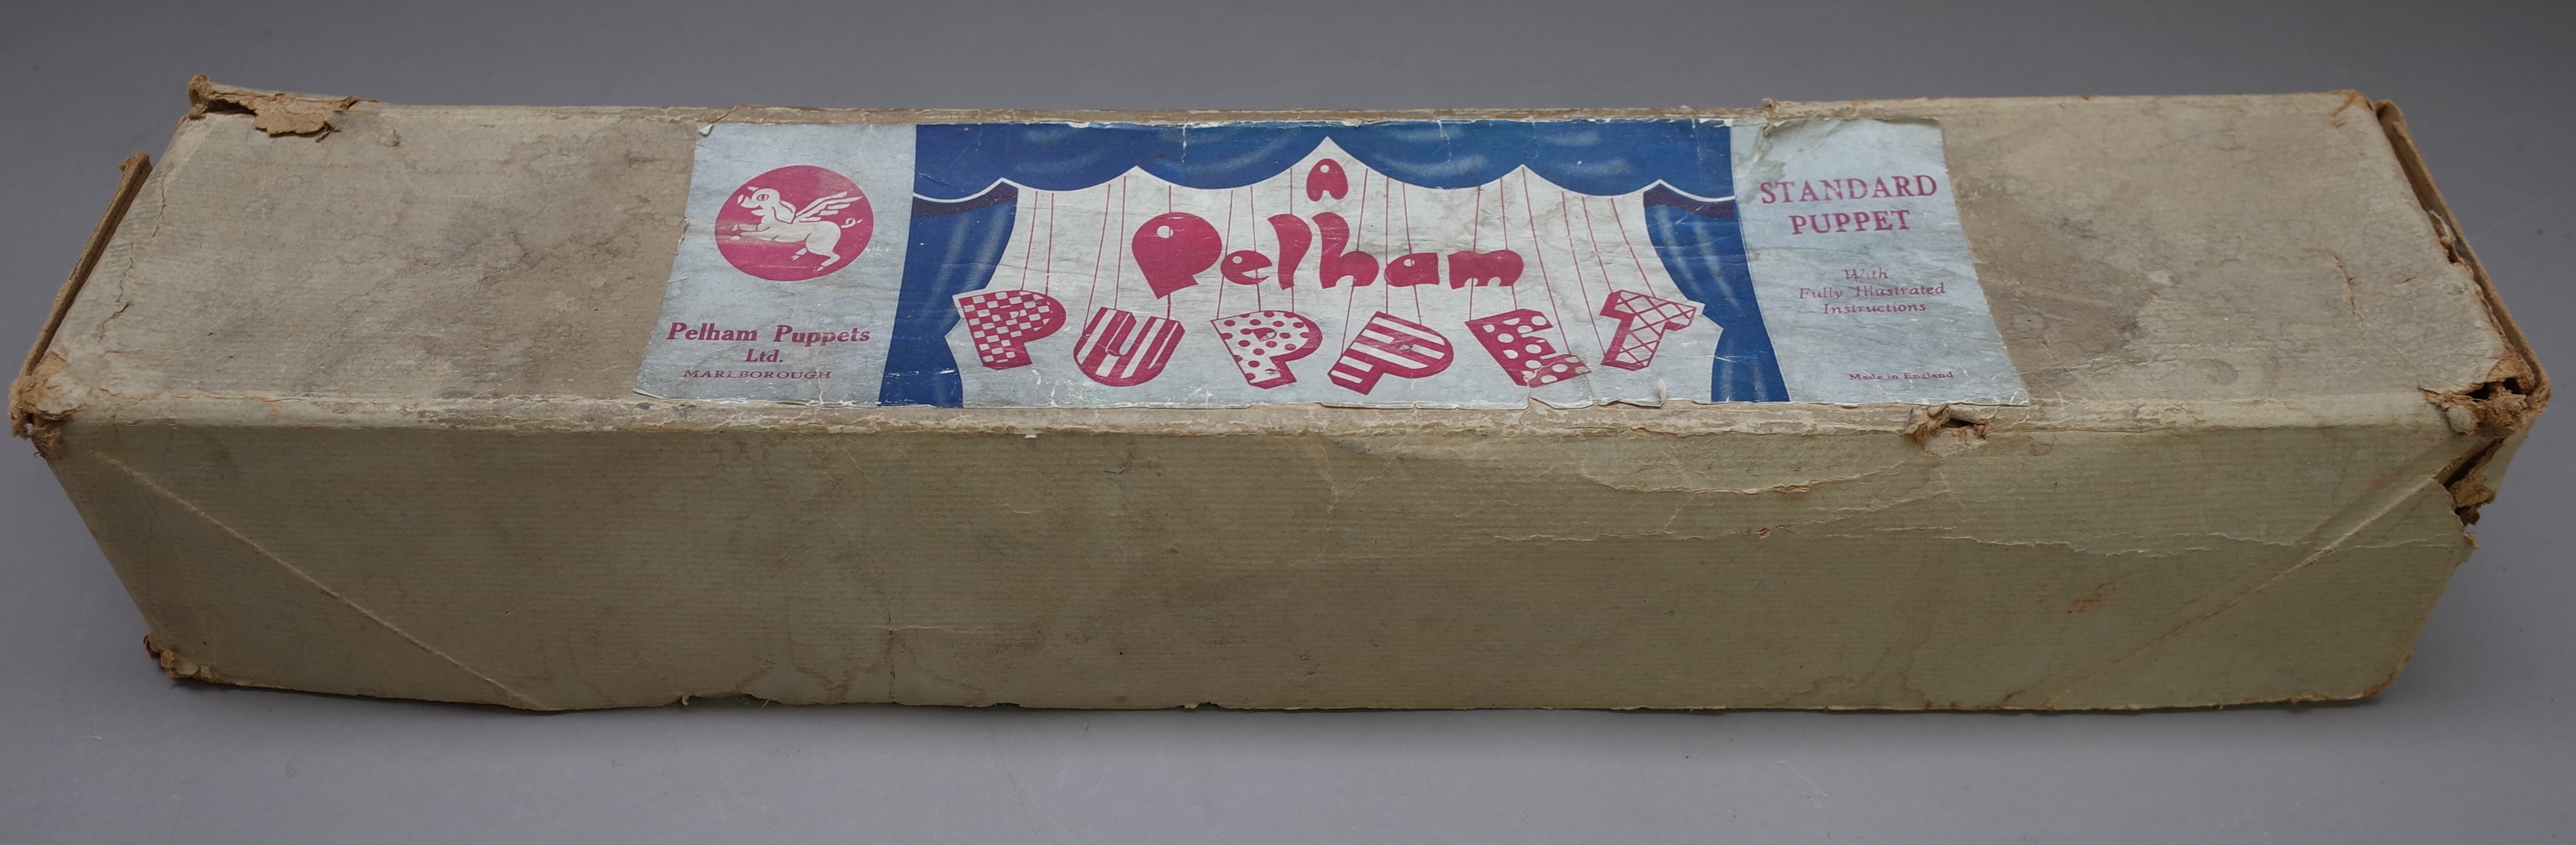 Pelham Puppets
Ltd.
MARLBOROUGH
A
Pelham
PUPPET
STANDARD
PUPPET
With
Fully Illustrated
Instructions
Made in England